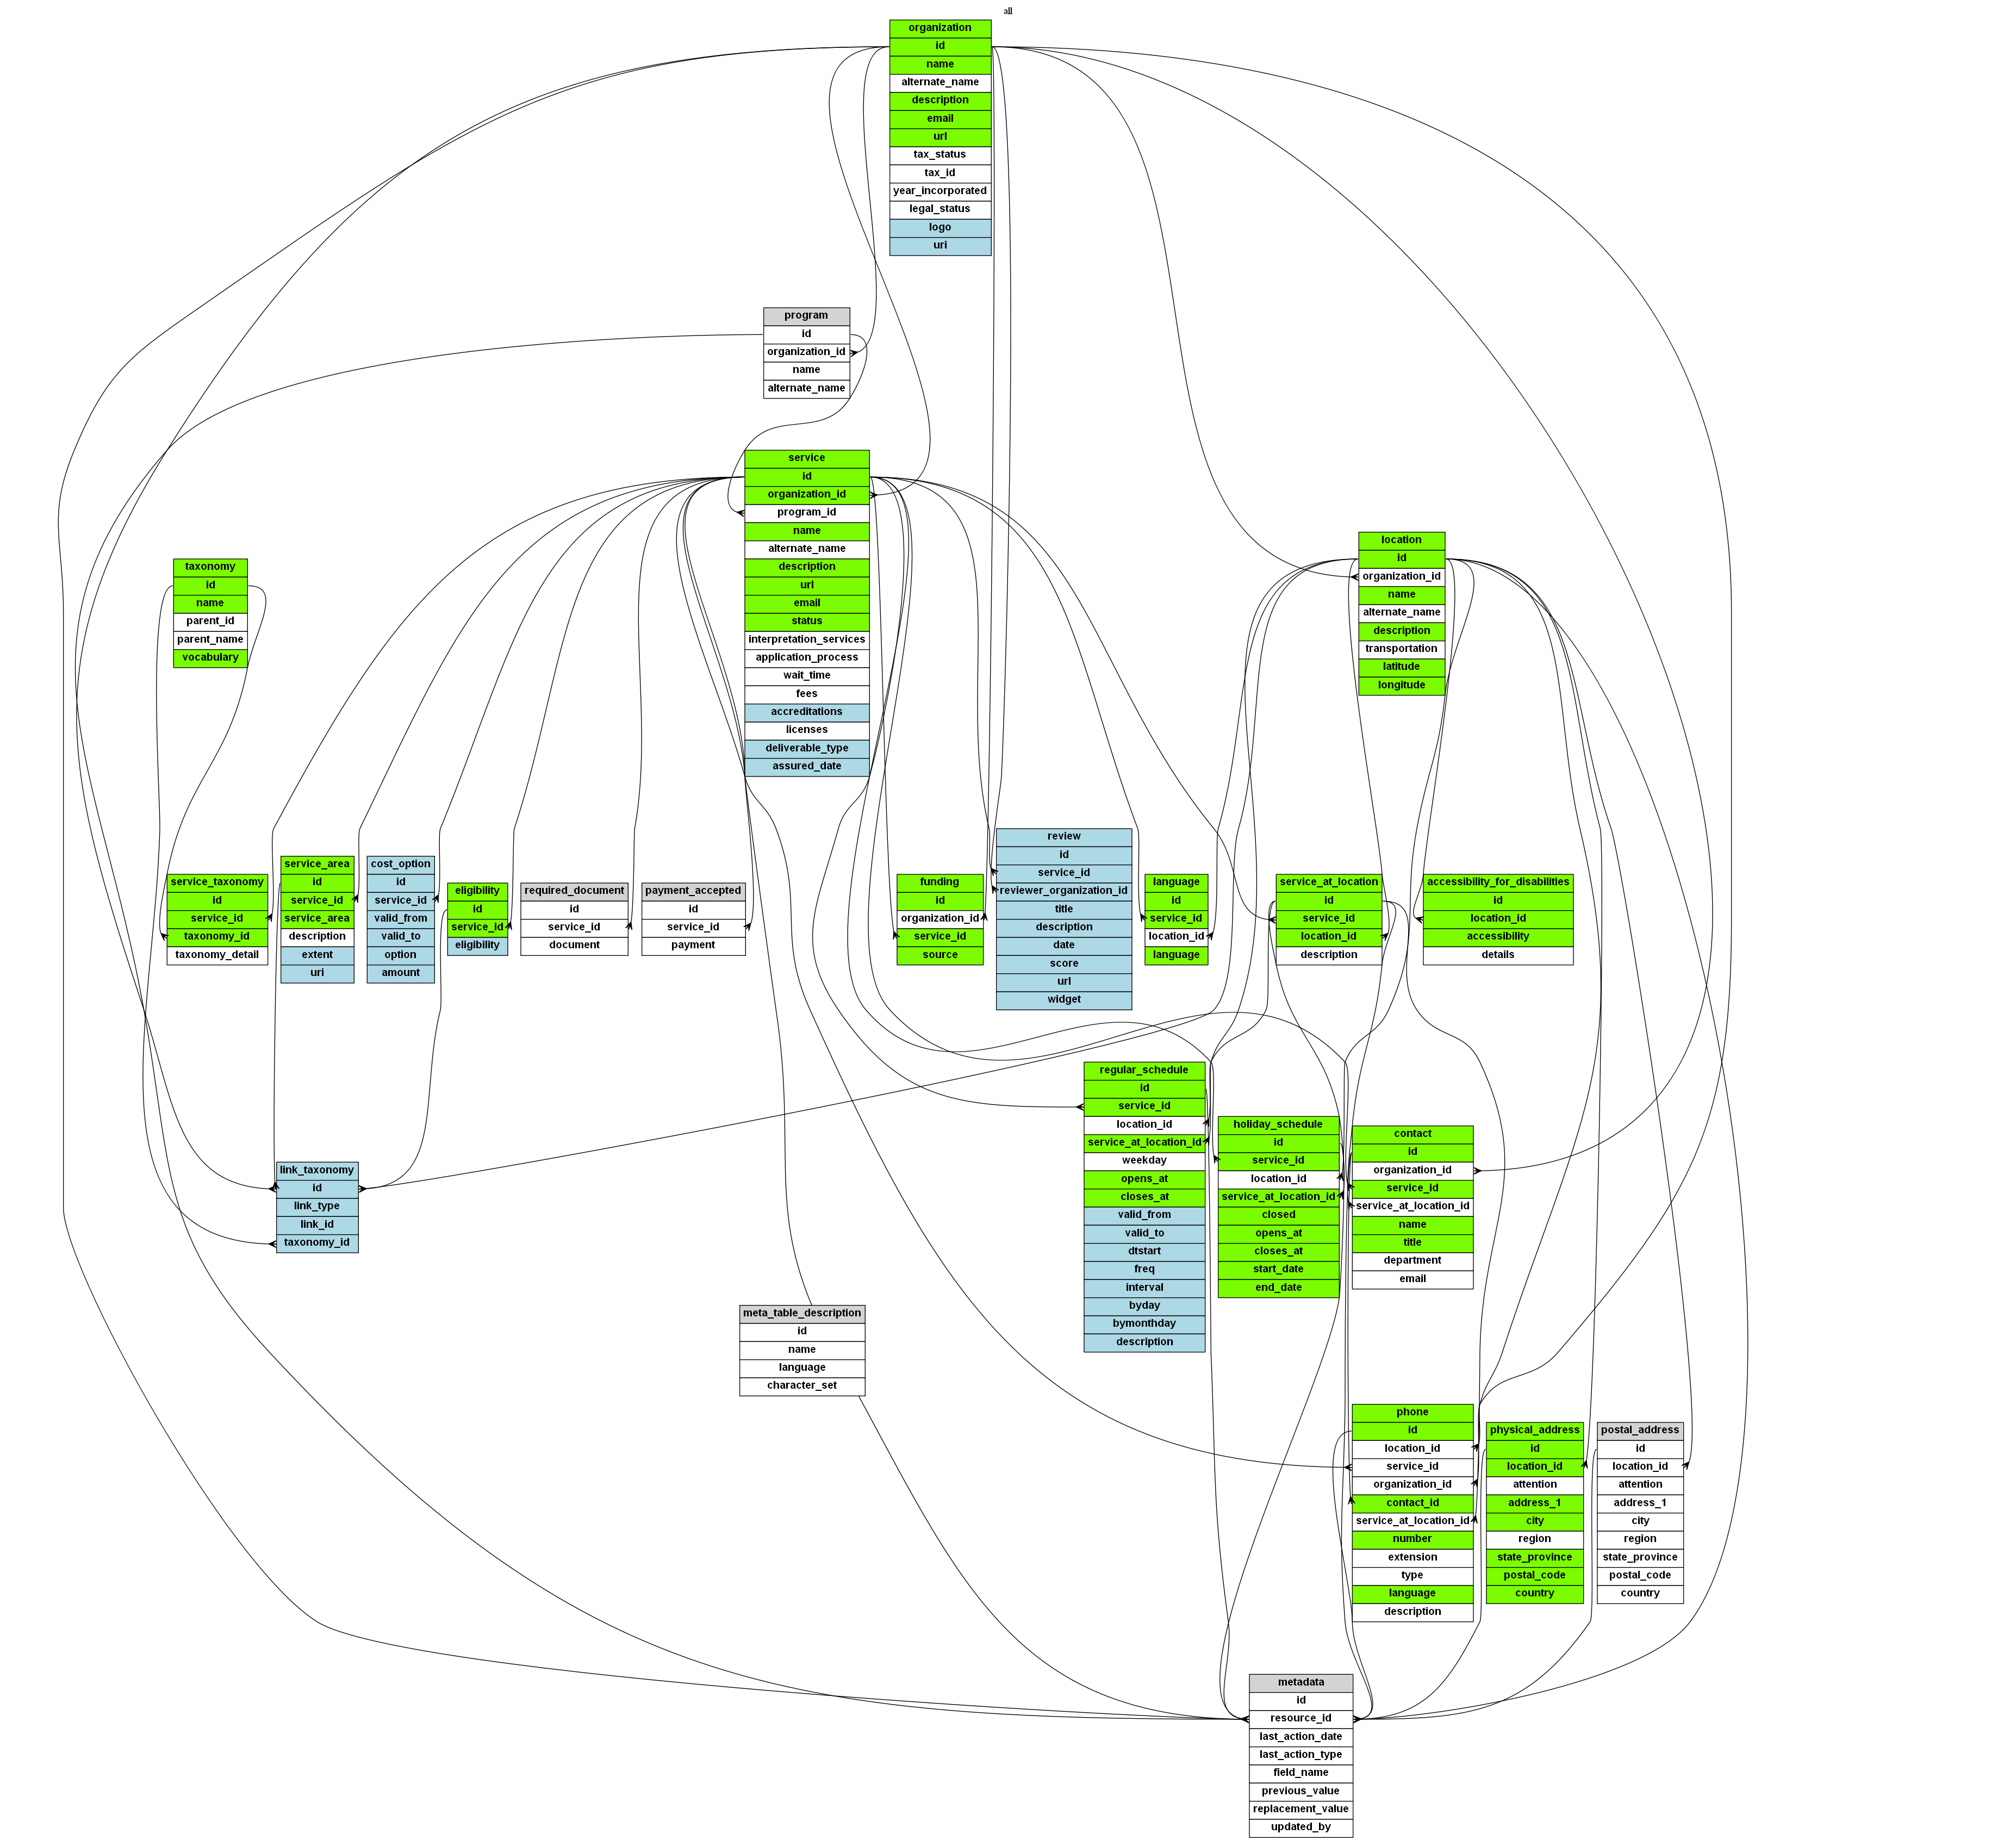 all
organization
id
name
alternate_name
description
email
url
tax_status
tax_id
year_incorporated
legal_status
logo
uri
program
id
organization_id
name
alternate_name
service
id
organization_id
program_id
name
alternate_name
description
url
email
status
interpretation_services
application_process
wait_time
fees
accreditations
licenses
deliverable_type
assured_date
location
id
organization_id
name
alternate_name
description
transportation
latitude
longitude
taxonomy
id
name
parent_id
parent_name
vocabulary
service_taxonomy
id
service_id
taxonomy_id
taxonomy_detail
service_area
id
service_id
service_area
description
extent
uri
cost_option
id
service_id
valid_from
valid_to
option
amount
eligibility
id
service_id
eligibility
required_document
id
service_id
document
payment_accepted
id
service_id
payment
funding
id
organization_id
service_id
source
review
id
service_id
reviewer_organization_id
title
description
date
score
url
widget
language
id
service_id
location_id
language
service_at_location
id
service_id
location_id
description
accessibility_for_disabilities
id
location_id
accessibility
details
regular_schedule
id
service_id
location_id
service_at_location_id
weekday
opens_at
closes_at
valid_from
valid_to
dtstart
freq
interval
byday
bymonthday
description
holiday_schedule
id
service_id
location_id
service_at_location_id
closed
opens_at
closes_at
start_date
end_date
contact
id
organization_id
service_id
service_at_location_id
name
title
department
email
link_taxonomy
id
link_type
link_id
taxonomy_id
meta_table_description
id
name
language
character_set
phone
id
location_id
service_id
organization_id
contact_id
service_at_location_id
number
extension
type
language
description
physical_address
id
location_id
attention
address_1
city
region
state_province
postal_code
country
postal_address
id
location_id
attention
address_1
city
region
state_province
postal_code
country
metadata
id
resource_id
last_action_date
last_action_type
field_name
previous_value
replacement_value
updated_by